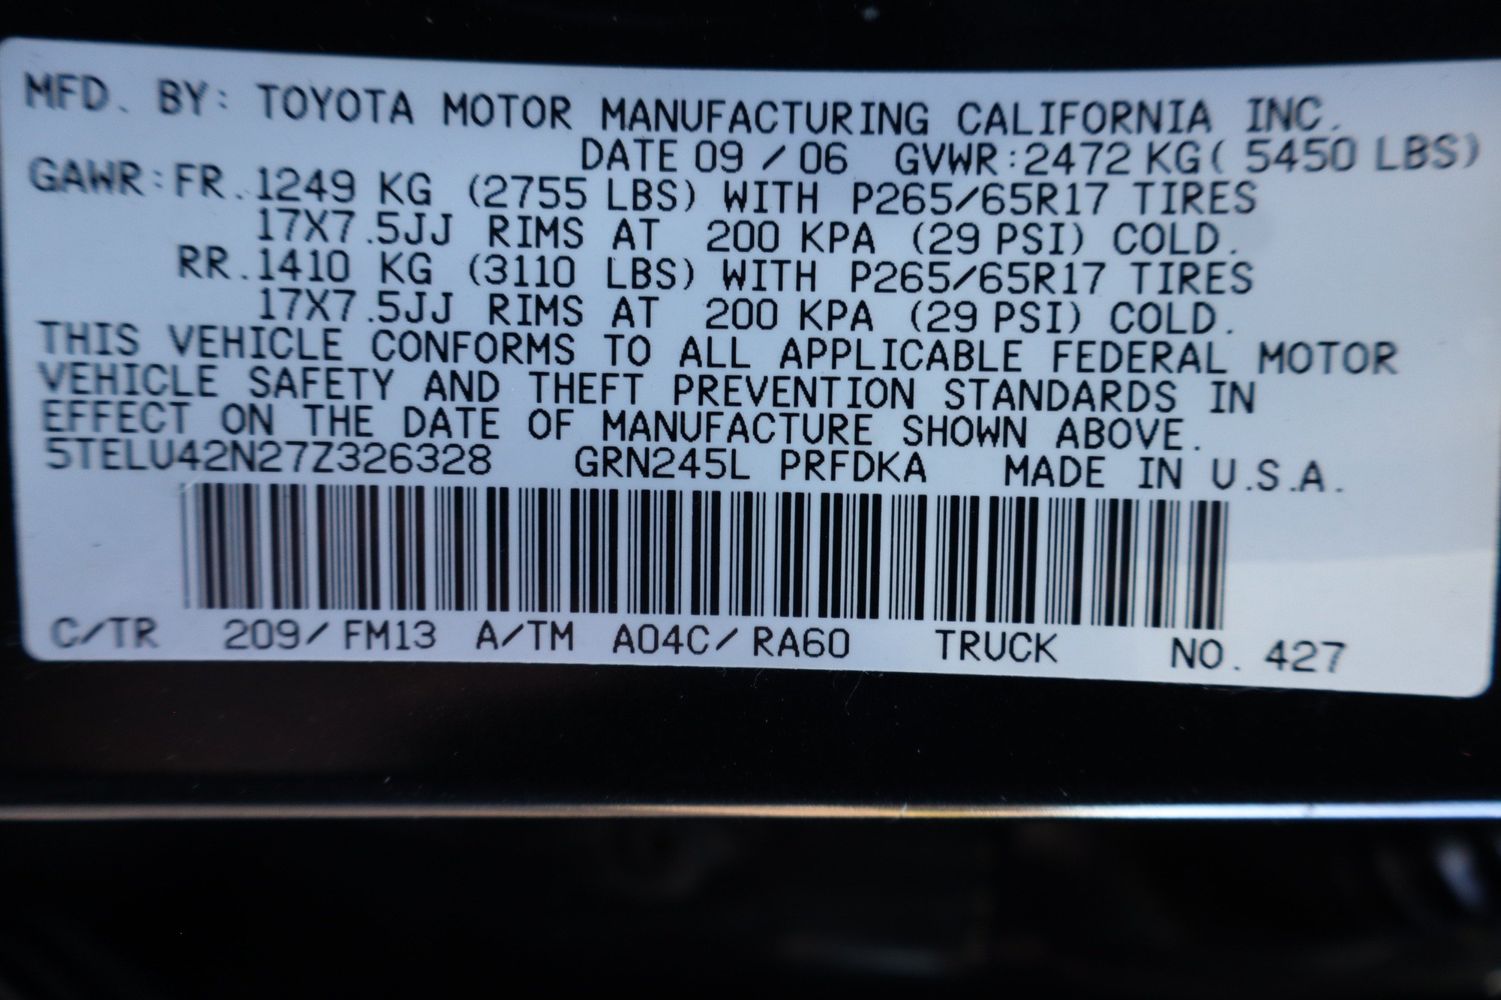 MFD. BY: TOYOTA MOTOR MANUFACTURING CALIFORNIA INC.
DATE 09 / 06 GVWR:2472 KG( 5450 LBS)
GAWR:FR.1249 KG (2755 LBS) WITH P265/65R17 TIRES
17X7.5JJ RIMS AT 200 KPA (29 PSI) COLD.
RR.1410 KG (3110 LBS) WITH P265/65R17 TIRES
17X7.5JJ RIMS AT 200 KPA (29 PSI) COLD.
THIS VEHICLE CONFORMS TO ALL APPLICABLE FEDERAL MOTOR
VEHICLE SAFETY AND THEFT PREVENTION STANDARDS IN
EFFECT ON THE DATE OF MANUFACTURE SHOWN ABOVE.
5TELU42N27Z326328 GRN245L PRFDKA MADE IN U.S.A.
C/TR 209/FM13 A/TM A04C/RA60 TRUCK NO. 427